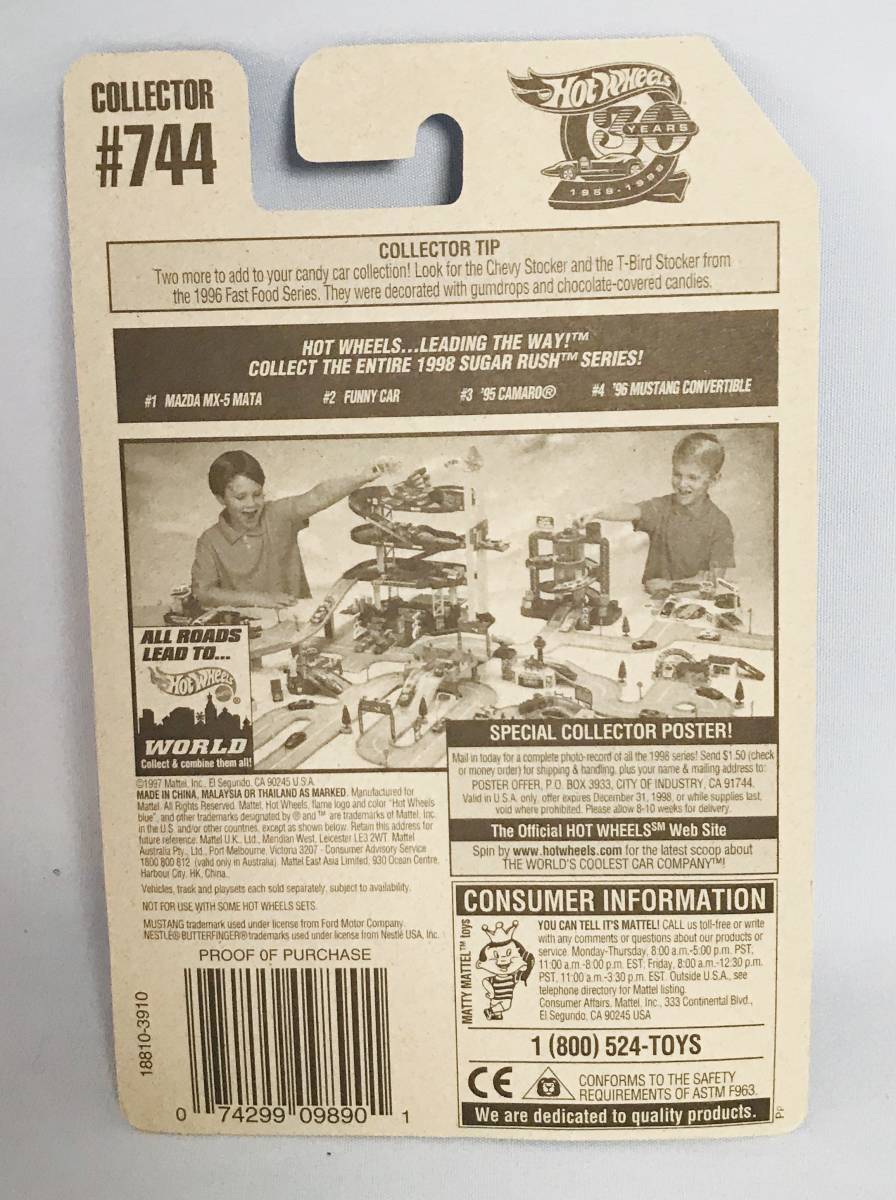 COLLECTOR
#744
HOT WHEELS
30
YEARS
1968-1998
COLLECTOR TIP
Two more to add to your candy car collection! Look for the Chevy Stocker and the T-Bird Stocker from
the 1996 Fast Food Series. They were decorated with gumdrops and chocolate-covered candies.
HOT WHEELS...LEADING THE WAY!™
COLLECT THE ENTIRE 1998 SUGAR RUSH™ SERIES!
#1 MAZDA MX-5 MATA #2 FUNNY CAR #3 '95 CAMARO® #4 '96 MUSTANG CONVERTIBLE
ALL ROADS
LEAD TO...
HOT WHEELS®
WORLD
Collect & combine them all!
©1997 Mattel, Inc., El Segundo, CA 90245 U.S.A.
MADE IN CHINA, MALAYSIA OR THAILAND AS MARKED. Manufactured for
Mattel. All Rights Reserved. Mattel, Hot Wheels, flame logo and color "Hot Wheels
blue", and other trademarks designated by ® and ™ are trademarks of Mattel, Inc.
in the U.S. and/or other countries, except as shown below. Retain this address for
future reference: Mattel U.K., Ltd., Meridian West, Leicester LE3 2WT. Mattel
Australia Pty., Ltd., Port Melbourne, Victoria 3207 - Consumer Advisory Service
1800 800 812 (valid only in Australia). Mattel East Asia Limited, 930 Ocean Centre,
Harbour City, HK, China.
Vehicles, track and playsets each sold separately, subject to availability.
NOT FOR USE WITH SOME HOT WHEELS SETS.
MUSTANG trademark used under license from Ford Motor Company.
NESTLÉ® BUTTERFINGER® trademarks used under license from Nestlé USA, Inc.
PROOF OF PURCHASE
18810-3910
0 74299 09890 1
SPECIAL COLLECTOR POSTER!
Mail in today for a complete photo-record of all the 1998 series! Send $1.50 (check
or money order) for shipping & handling, plus your name & mailing address to:
POSTER OFFER, P.O. BOX 3933, CITY OF INDUSTRY, CA 91744.
Valid in U.S.A. only, offer expires December 31, 1998, or while supplies last,
void where prohibited. Please allow 8-10 weeks for delivery.
The Official HOT WHEELS℠ Web Site
Spin by www.hotwheels.com for the latest scoop about
THE WORLD'S COOLEST CAR COMPANY™!
CONSUMER INFORMATION
MATTY MATTEL™ toys
YOU CAN TELL IT'S MATTEL! CALL us toll-free or write
with any comments or questions about our products or
service. Monday-Thursday, 8:00 a.m.-5:00 p.m. PST,
11:00 a.m.-8:00 p.m. EST, Friday, 8:00 a.m.-12:30 p.m.
PST, 11:00 a.m.-3:30 p.m. EST. Outside U.S.A., see
telephone directory for Mattel listing.
Consumer Affairs, Mattel, Inc., 333 Continental Blvd.,
El Segundo, CA 90245 USA
1 (800) 524-TOYS
CE
CONFORMS TO THE SAFETY
REQUIREMENTS OF ASTM F963.
We are dedicated to quality products.
PP